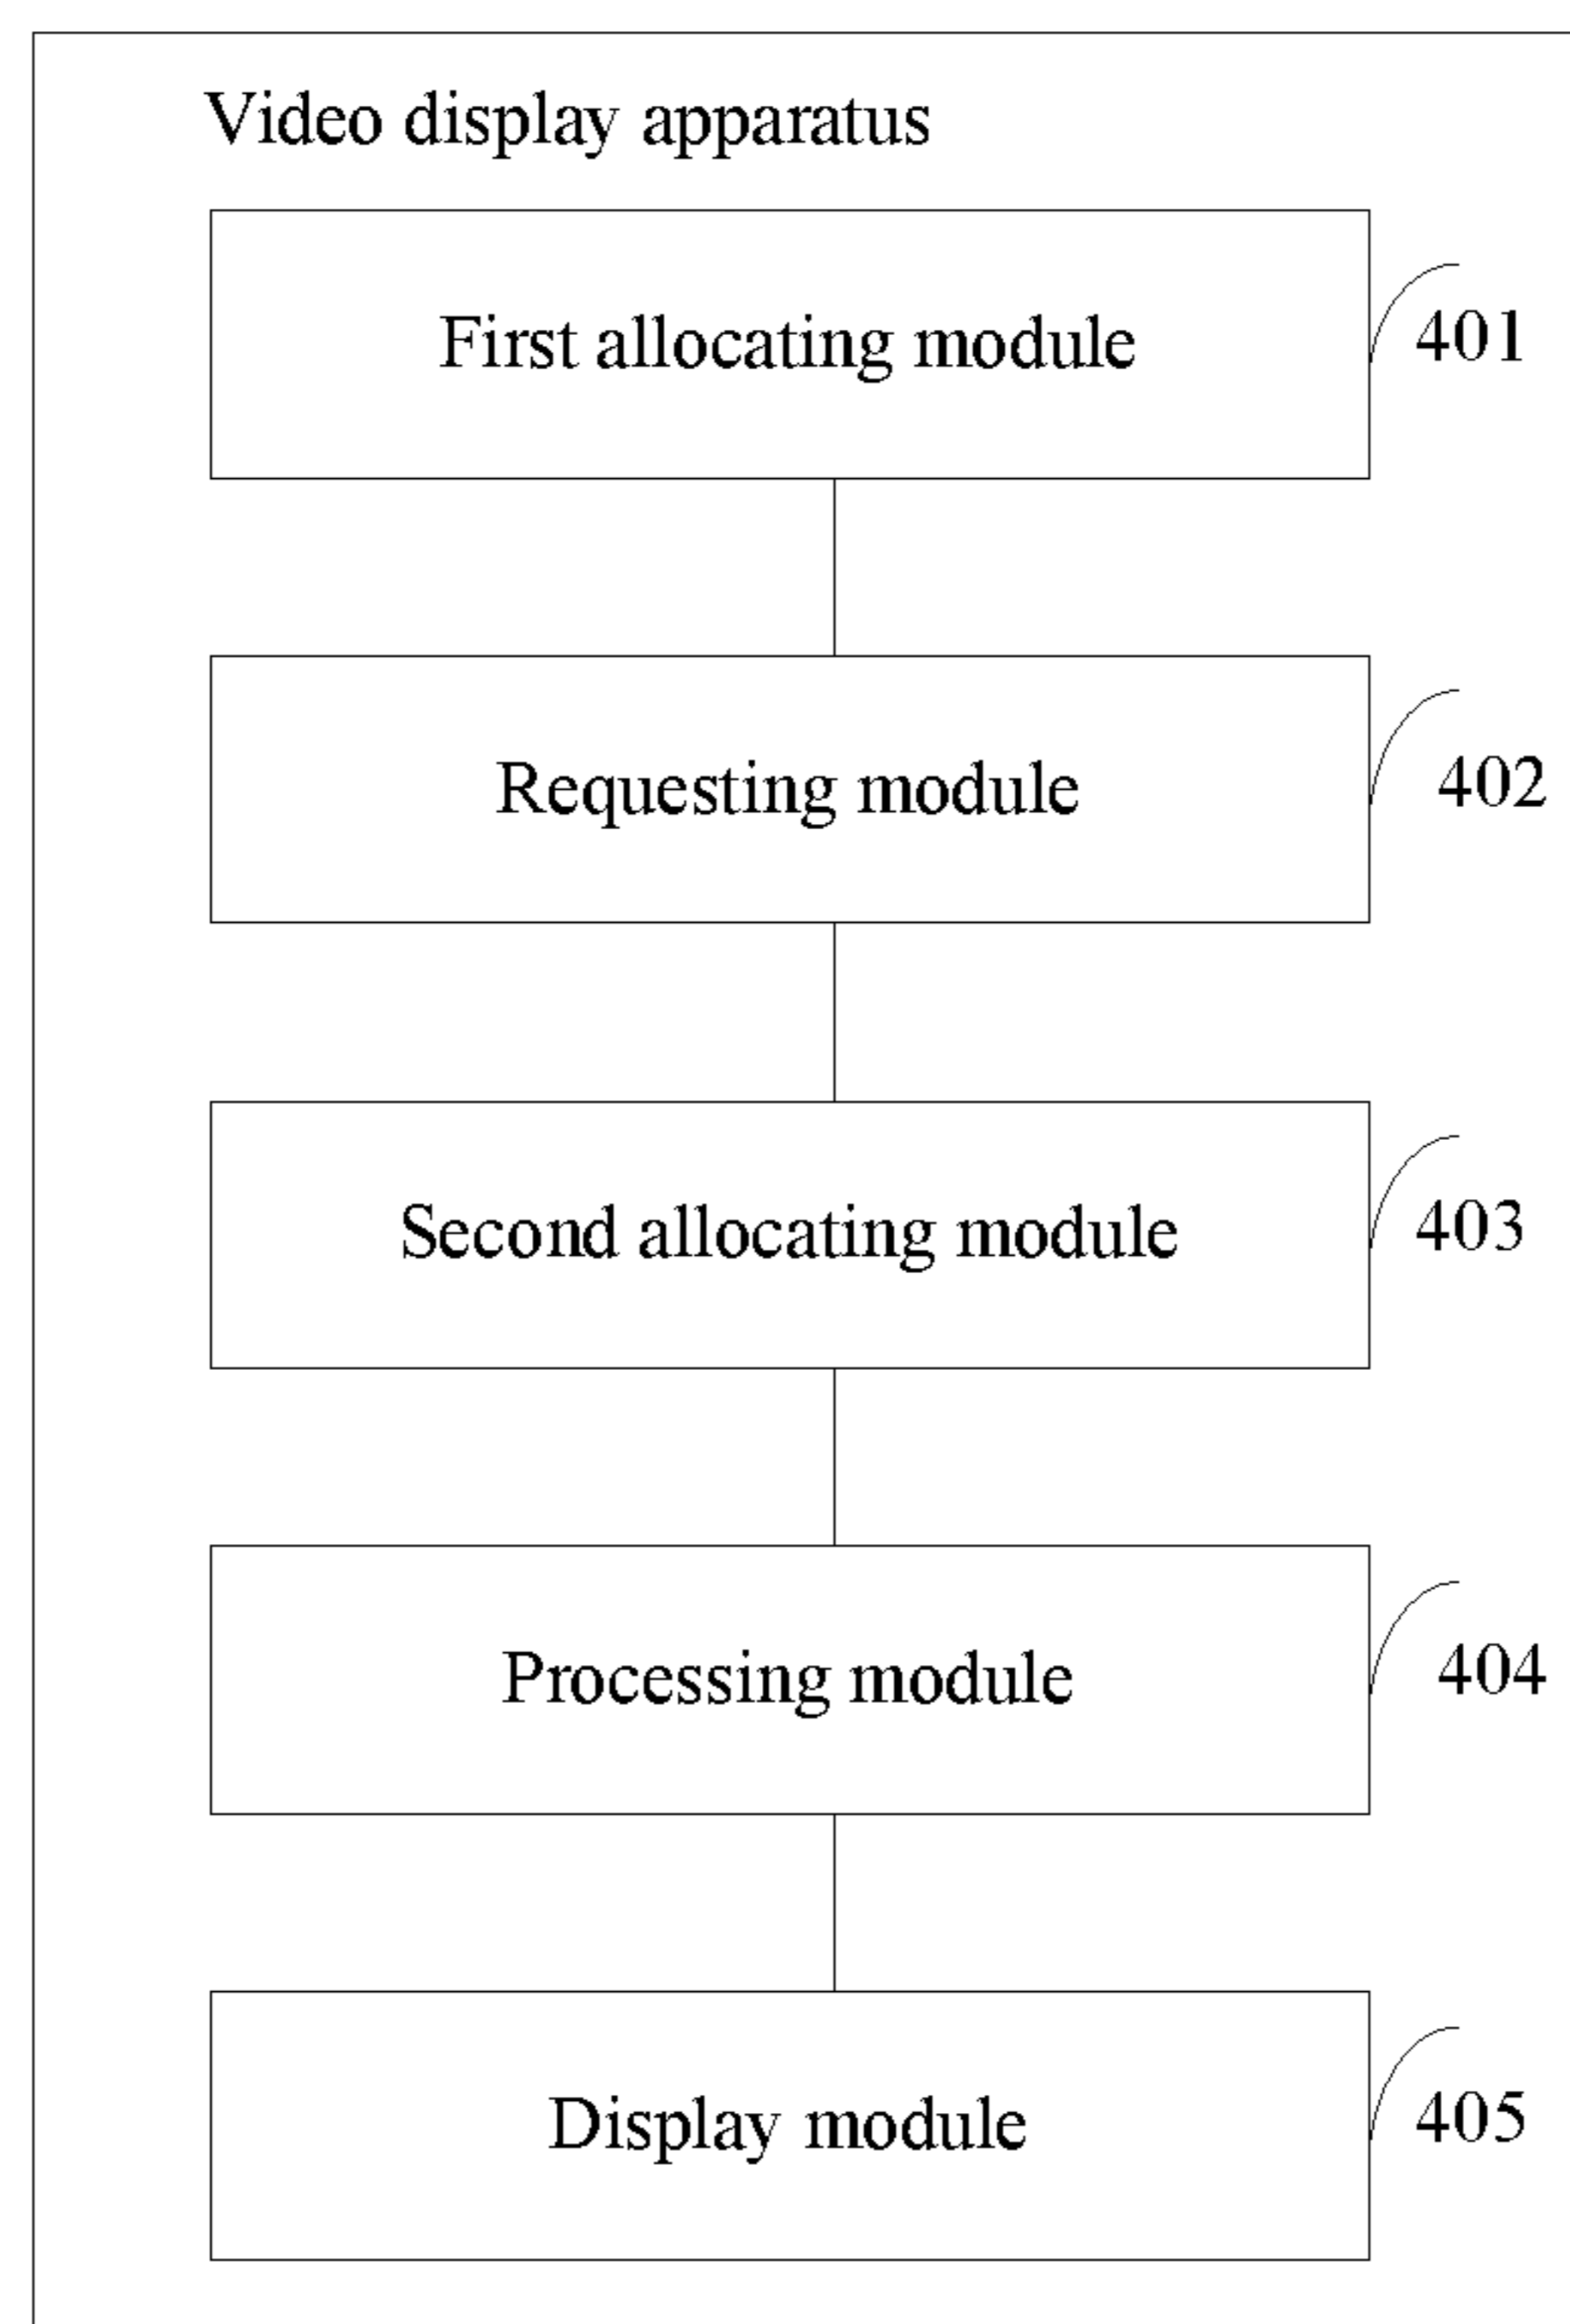 Video display apparatus
First allocating module
401
Requesting module
402
Second allocating module
403
Processing module
404
Display module
405